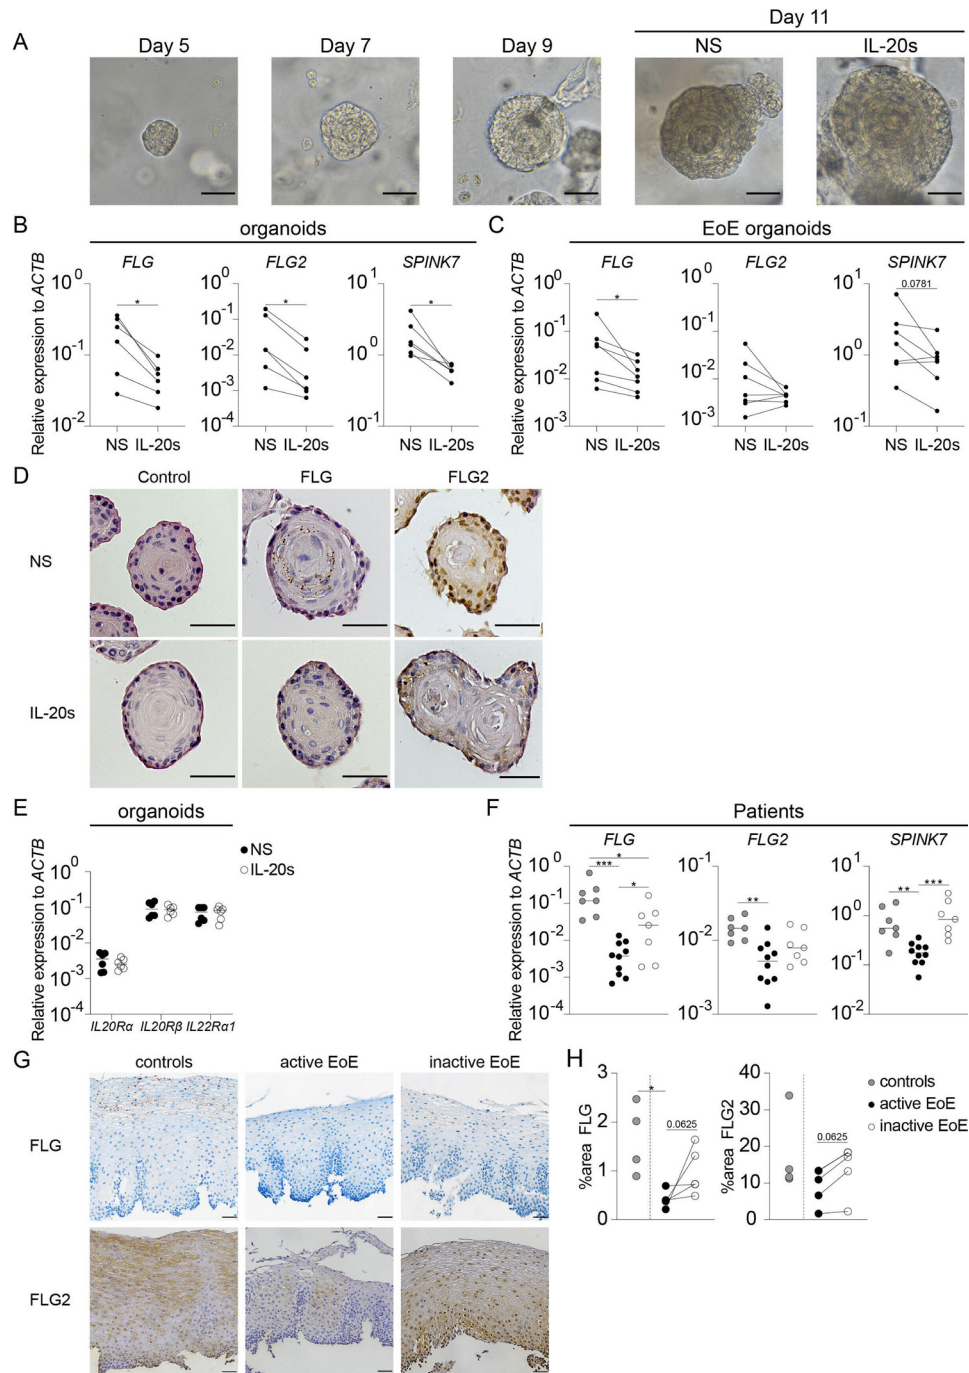 A
Day 5
Day 7
Day 9
Day 11
NS
IL-20s
B
organoids
Relative expression to ACTB
FLG
10^0
10^-1
10^-2
*
NS IL-20s
FLG2
10^0
10^-1
10^-2
10^-3
10^-4
*
NS IL-20s
SPINK7
10^1
10^0
10^-1
*
NS IL-20s
C
EoE organoids
Relative expression to ACTB
FLG
10^0
10^-1
10^-2
10^-3
*
NS IL-20s
FLG2
10^0
10^-1
10^-2
10^-3
NS IL-20s
SPINK7
10^1
10^0
10^-1
0.0781
NS IL-20s
D
Control
FLG
FLG2
NS
IL-20s
E
organoids
NS
IL-20s
Relative expression to ACTB
10^0
10^-1
10^-2
10^-3
10^-4
IL20Rα IL20Rβ IL22Rα1
F
Patients
Relative expression to ACTB
FLG
10^0
10^-1
10^-2
10^-3
10^-4
*
***
*
FLG2
10^-1
10^-2
10^-3
**
SPINK7
10^1
10^0
10^-1
10^-2
**
***
G
controls
active EoE
inactive EoE
FLG
FLG2
H
%area FLG
3
2
1
0
*
0.0625
%area FLG2
40
30
20
10
0
0.0625
controls
active EoE
inactive EoE